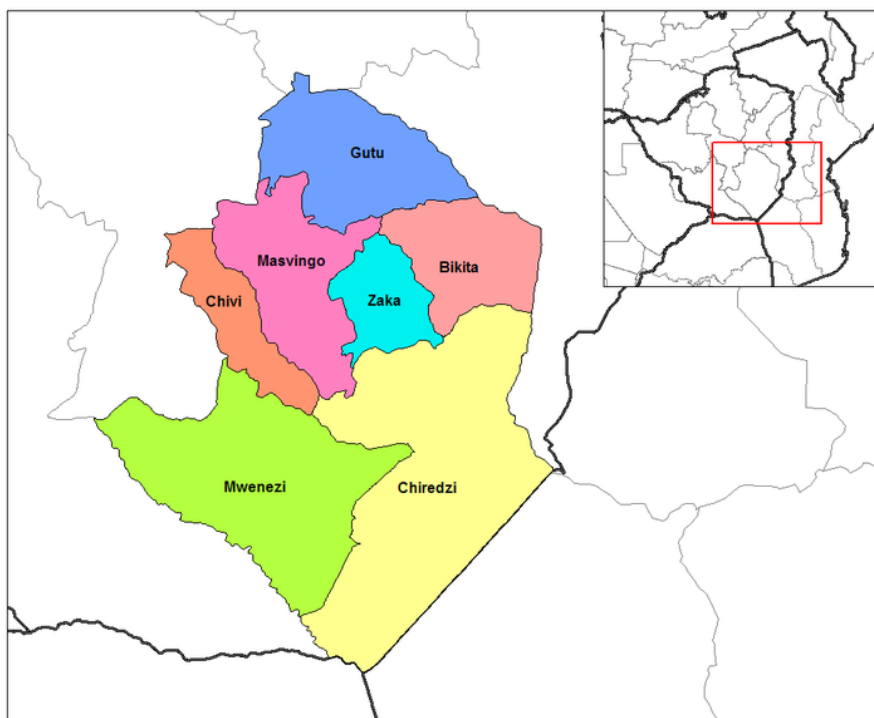 Gutu
Masvingo
Bikita
Chivi
Zaka
Mwenezi
Chiredzi